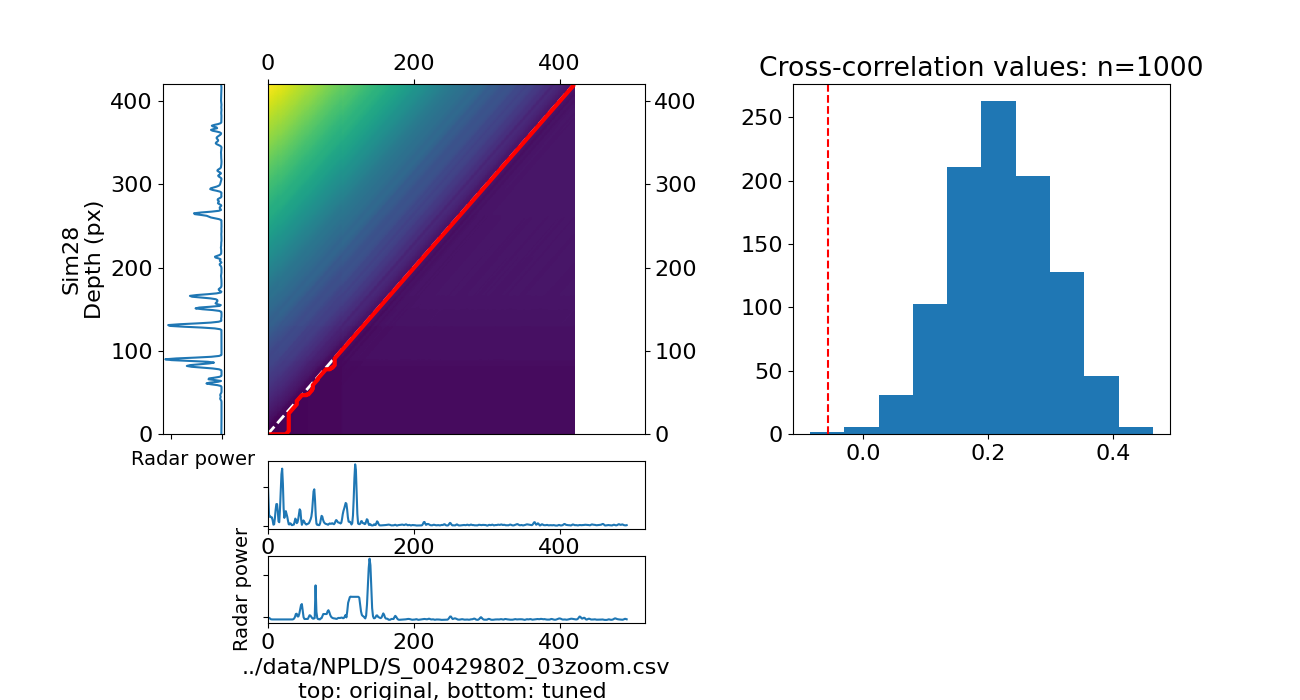 0 200 400
Cross-correlation values: n=1000
400
300
200
100
0
Sim28
Depth (px)
Radar power
400
300
200
100
0
250
200
150
100
50
0
0.0 0.2 0.4
0 200 400
Radar power
0 200 400
../data/NPLD/S_00429802_03zoom.csv
top: original, bottom: tuned